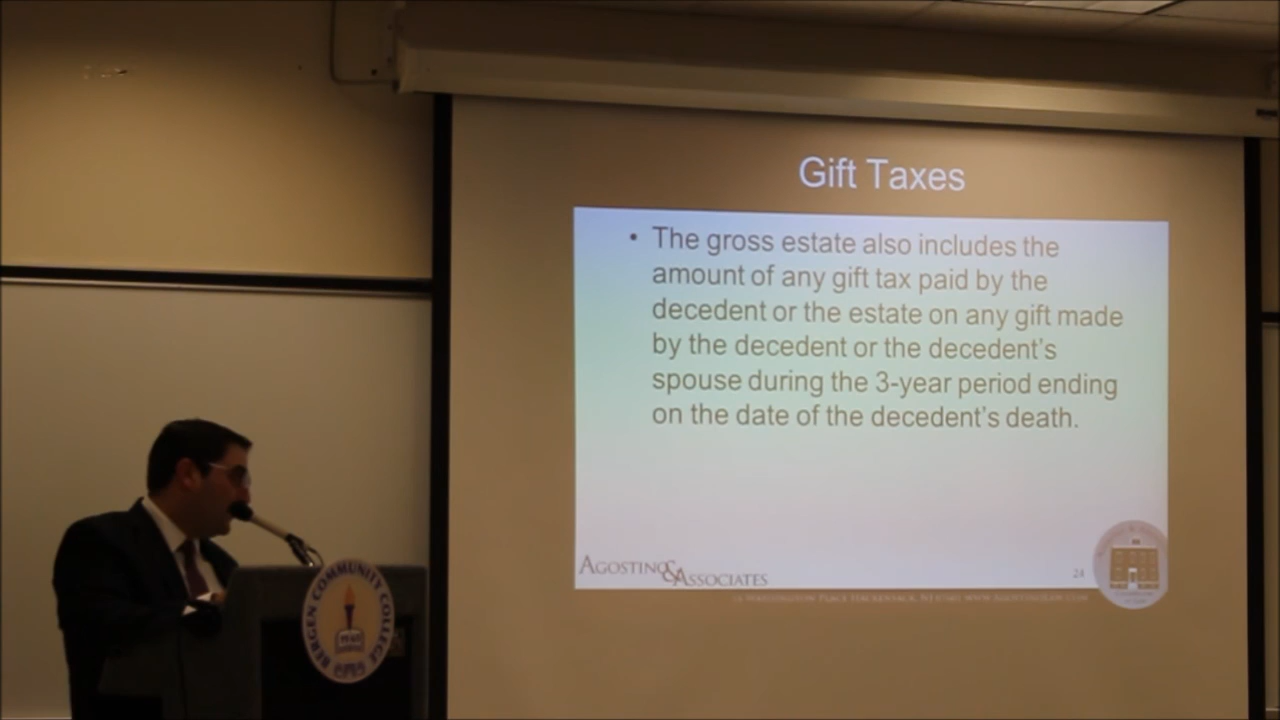 Gift Taxes
• The gross estate also includes the
amount of any gift tax paid by the
decedent or the estate on any gift made
by the decedent or the decedent's
spouse during the 3-year period ending
on the date of the decedent's death.
AGOSTINO & ASSOCIATES
24
BERGEN COMMUNITY COLLEGE